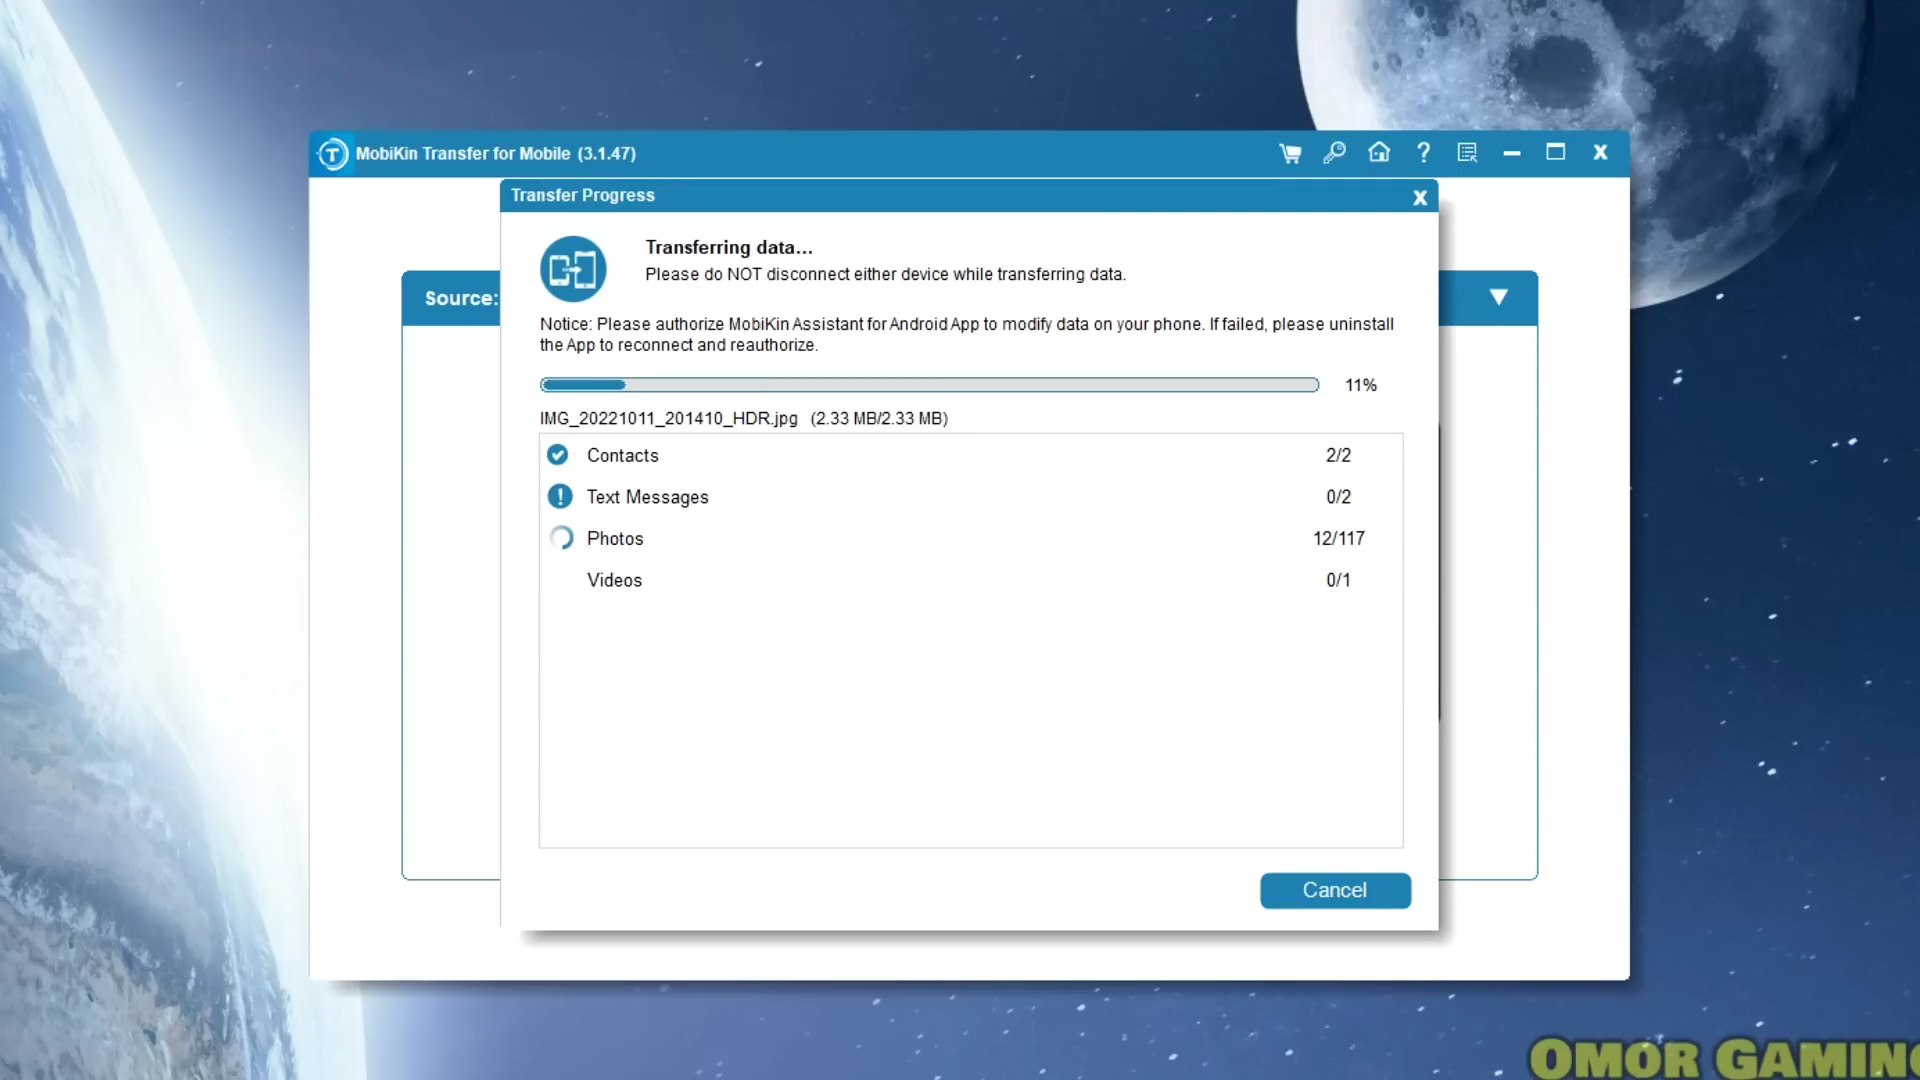 MobiKin Transfer for Mobile (3.1.47)
Transfer Progress
Transferring data...
Please do NOT disconnect either device while transferring data.
Source:
Notice: Please authorize MobiKin Assistant for Android App to modify data on your phone. If failed, please uninstall
the App to reconnect and reauthorize.
11%
IMG_20221011_201410_HDR.jpg (2.33 MB/2.33 MB)
Contacts 2/2
Text Messages 0/2
Photos 12/117
Videos 0/1
Cancel
OMOR GAMING